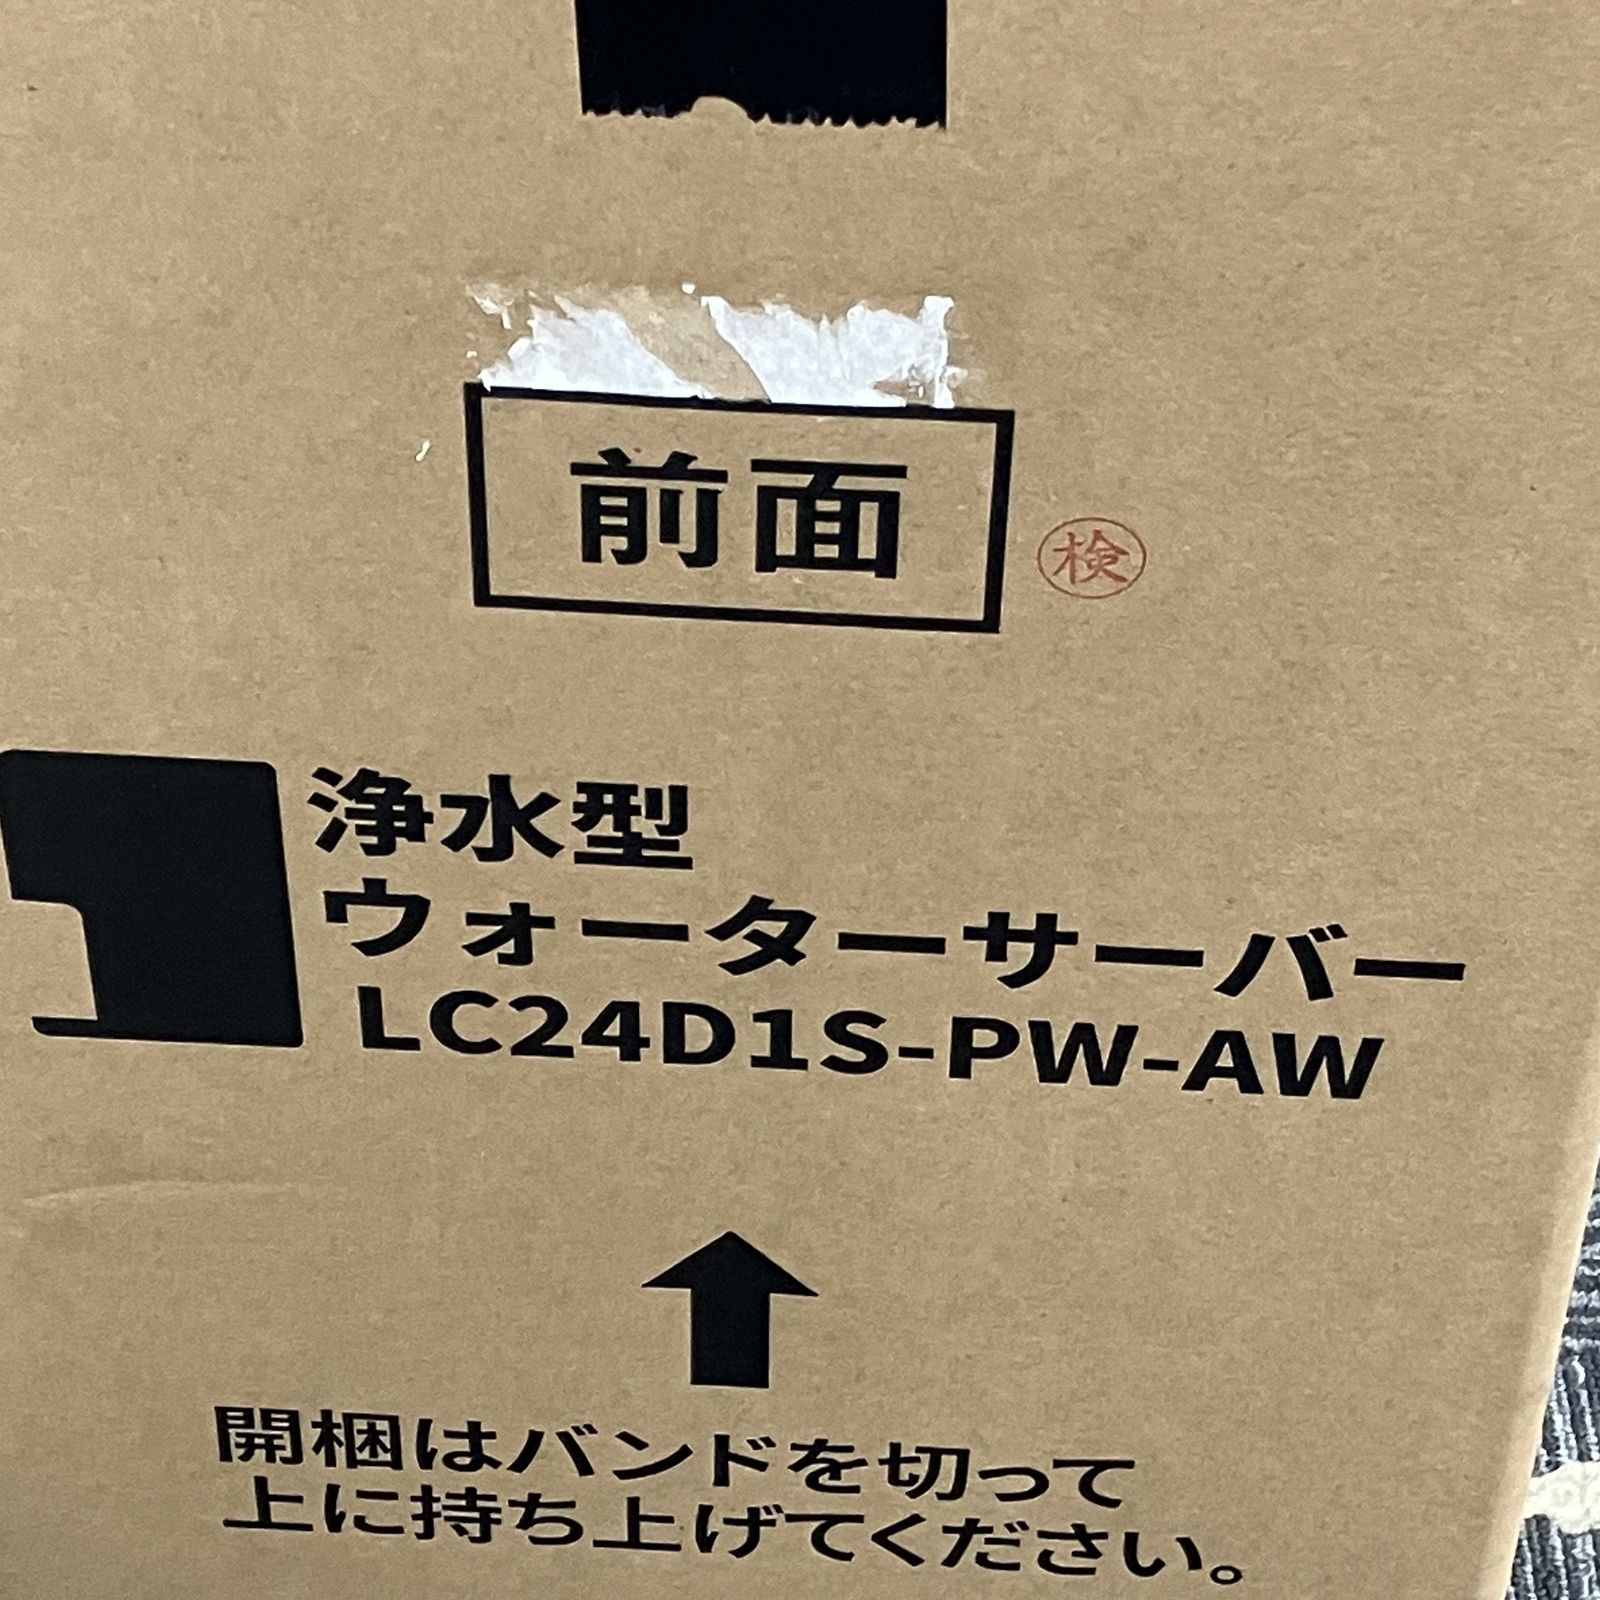 前面
検
浄水型
ウォーターサーバー
LC24D1S-PW-AW
開梱はバンドを切って
上に持ち上げてください。